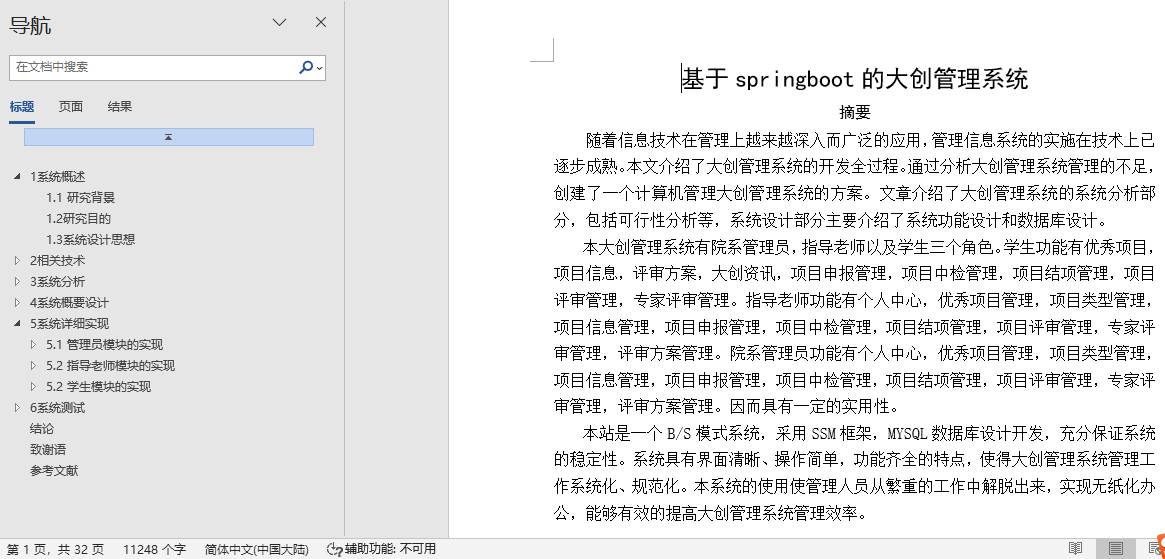 导航
在文档中搜索
标题 页面 结果
1系统概述
1.1 研究背景
1.2研究目的
1.3系统设计思想
2相关技术
3系统分析
4系统概要设计
5系统详细实现
5.1 管理员模块的实现
5.2 指导老师模块的实现
5.2 学生模块的实现
6系统测试
结论
致谢语
参考文献
基于 springboot 的大创管理系统
摘要
随着信息技术在管理上越来越深入而广泛的应用，管理信息系统的实施在技术上已
逐步成熟。本文介绍了大创管理系统的开发全过程。通过分析大创管理系统管理的不足，
创建了一个计算机管理大创管理系统的方案。文章介绍了大创管理系统的系统分析部
分，包括可行性分析等，系统设计部分主要介绍了系统功能设计和数据库设计。
本大创管理系统有院系管理员，指导老师以及学生三个角色。学生功能有优秀项目，
项目信息，评审方案，大创资讯，项目申报管理，项目中检管理，项目结项管理，项目
评审管理，专家评审管理。指导老师功能有个人中心，优秀项目管理，项目类型管理，
项目信息管理，项目申报管理，项目中检管理，项目结项管理，项目评审管理，专家评
审管理，评审方案管理。院系管理员功能有个人中心，优秀项目管理，项目类型管理，
项目信息管理，项目申报管理，项目中检管理，项目结项管理，项目评审管理，专家评
审管理，评审方案管理。因而具有一定的实用性。
本站是一个 B/S 模式系统，采用 SSM 框架，MYSQL 数据库设计开发，充分保证系统
的稳定性。系统具有界面清晰、操作简单，功能齐全的特点，使得大创管理系统管理工
作系统化、规范化。本系统的使用使管理人员从繁重的工作中解脱出来，实现无纸化办
公，能够有效的提高大创管理系统管理效率。
第 1 页，共 32 页 11248 个字 简体中文(中国大陆) 辅助功能: 不可用